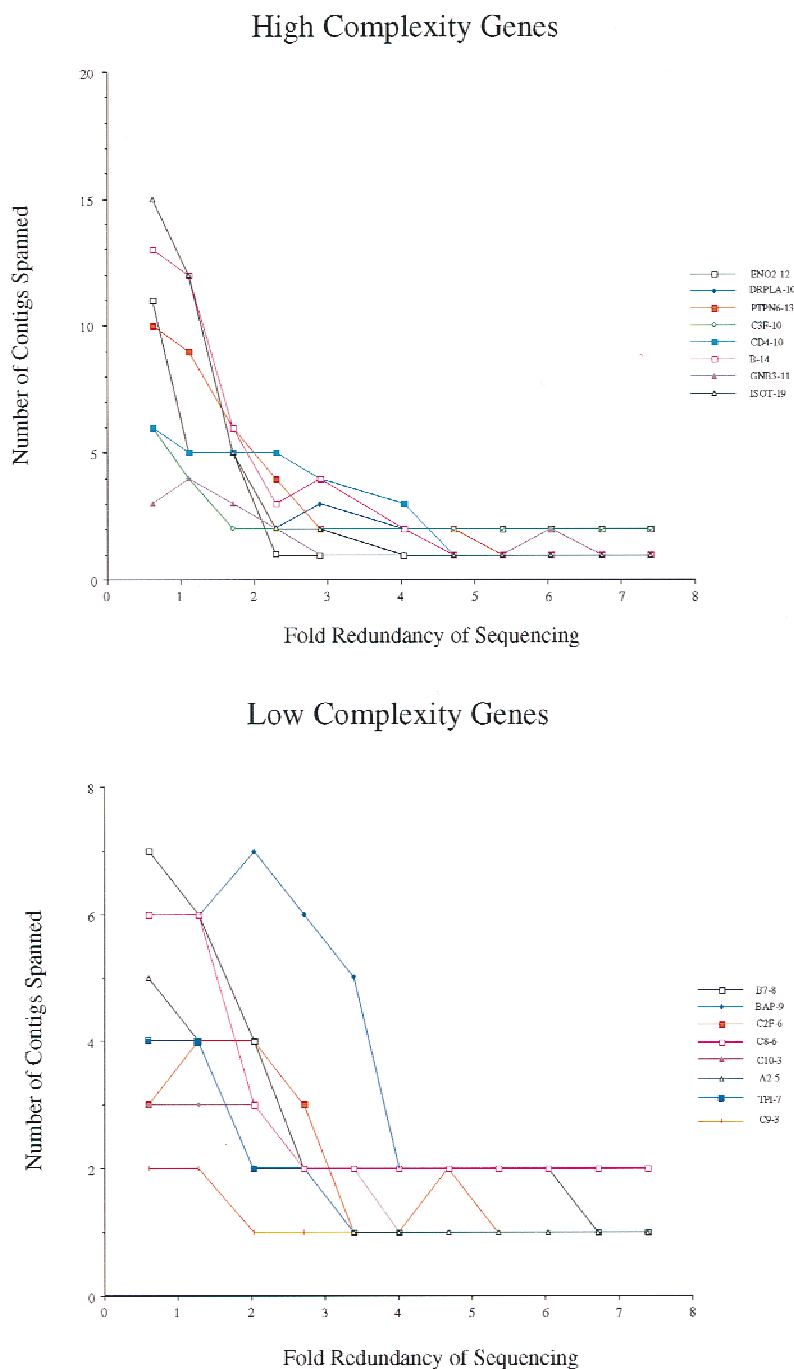 High Complexity Genes
20
15
10
5
0
0 1 2 3 4 5 6 7 8
Number of Contigs Spanned
Fold Redundancy of Sequencing
ENO2-12
DRPLA-10
PTPN6-13
C3F-10
CD4-10
B-14
GNB3-11
ISOT-19
Low Complexity Genes
8
6
4
2
0
0 1 2 3 4 5 6 7 8
Number of Contigs Spanned
Fold Redundancy of Sequencing
B7-8
BAP-9
C2F-6
C8-6
C10-3
A2-5
TPI-7
C9-3